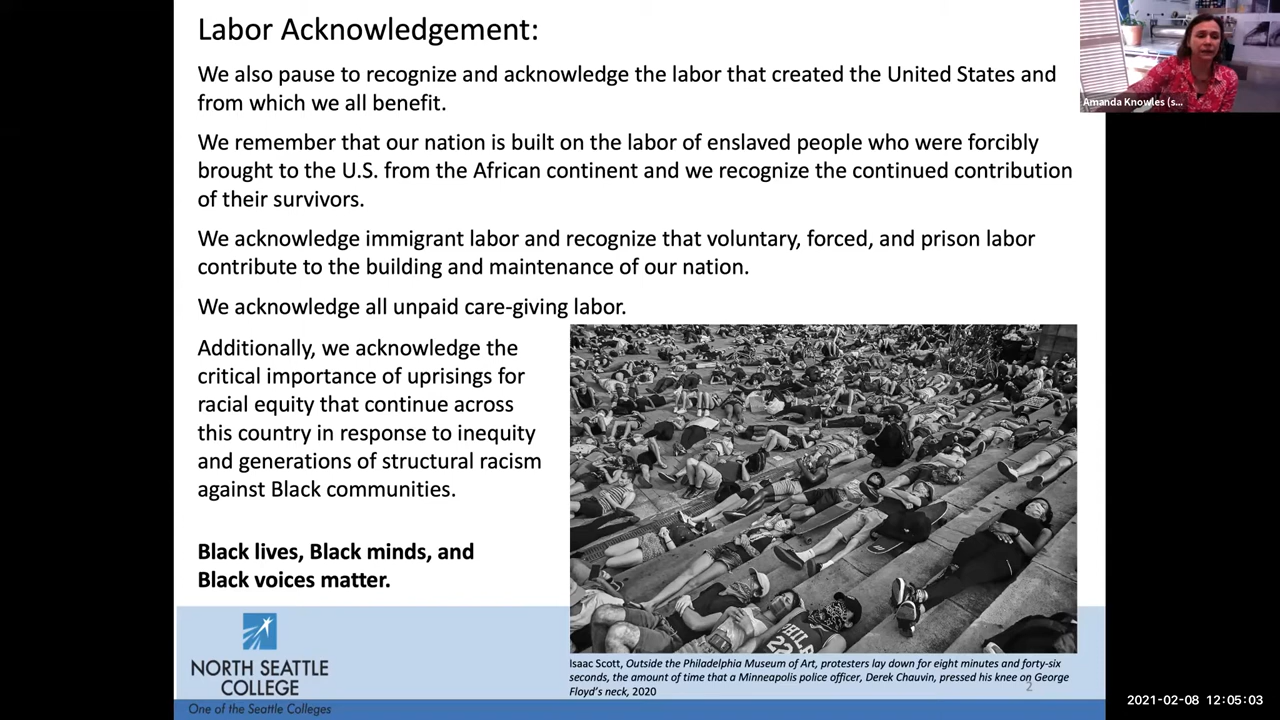 Labor Acknowledgement:
We also pause to recognize and acknowledge the labor that created the United States and
from which we all benefit.
We remember that our nation is built on the labor of enslaved people who were forcibly
brought to the U.S. from the African continent and we recognize the continued contribution
of their survivors.
We acknowledge immigrant labor and recognize that voluntary, forced, and prison labor
contribute to the building and maintenance of our nation.
We acknowledge all unpaid care-giving labor.
Additionally, we acknowledge the
critical importance of uprisings for
racial equity that continue across
this country in response to inequity
and generations of structural racism
against Black communities.
Black lives, Black minds, and
Black voices matter.
PHILA
22
Isaac Scott, Outside the Philadelphia Museum of Art, protesters lay down for eight minutes and forty-six
seconds, the amount of time that a Minneapolis police officer, Derek Chauvin, pressed his knee on George
Floyd's neck, 2020
2
NORTH SEATTLE
COLLEGE
One of the Seattle Colleges
Amanda Knowles (s...
2021-02-08 12:05:03